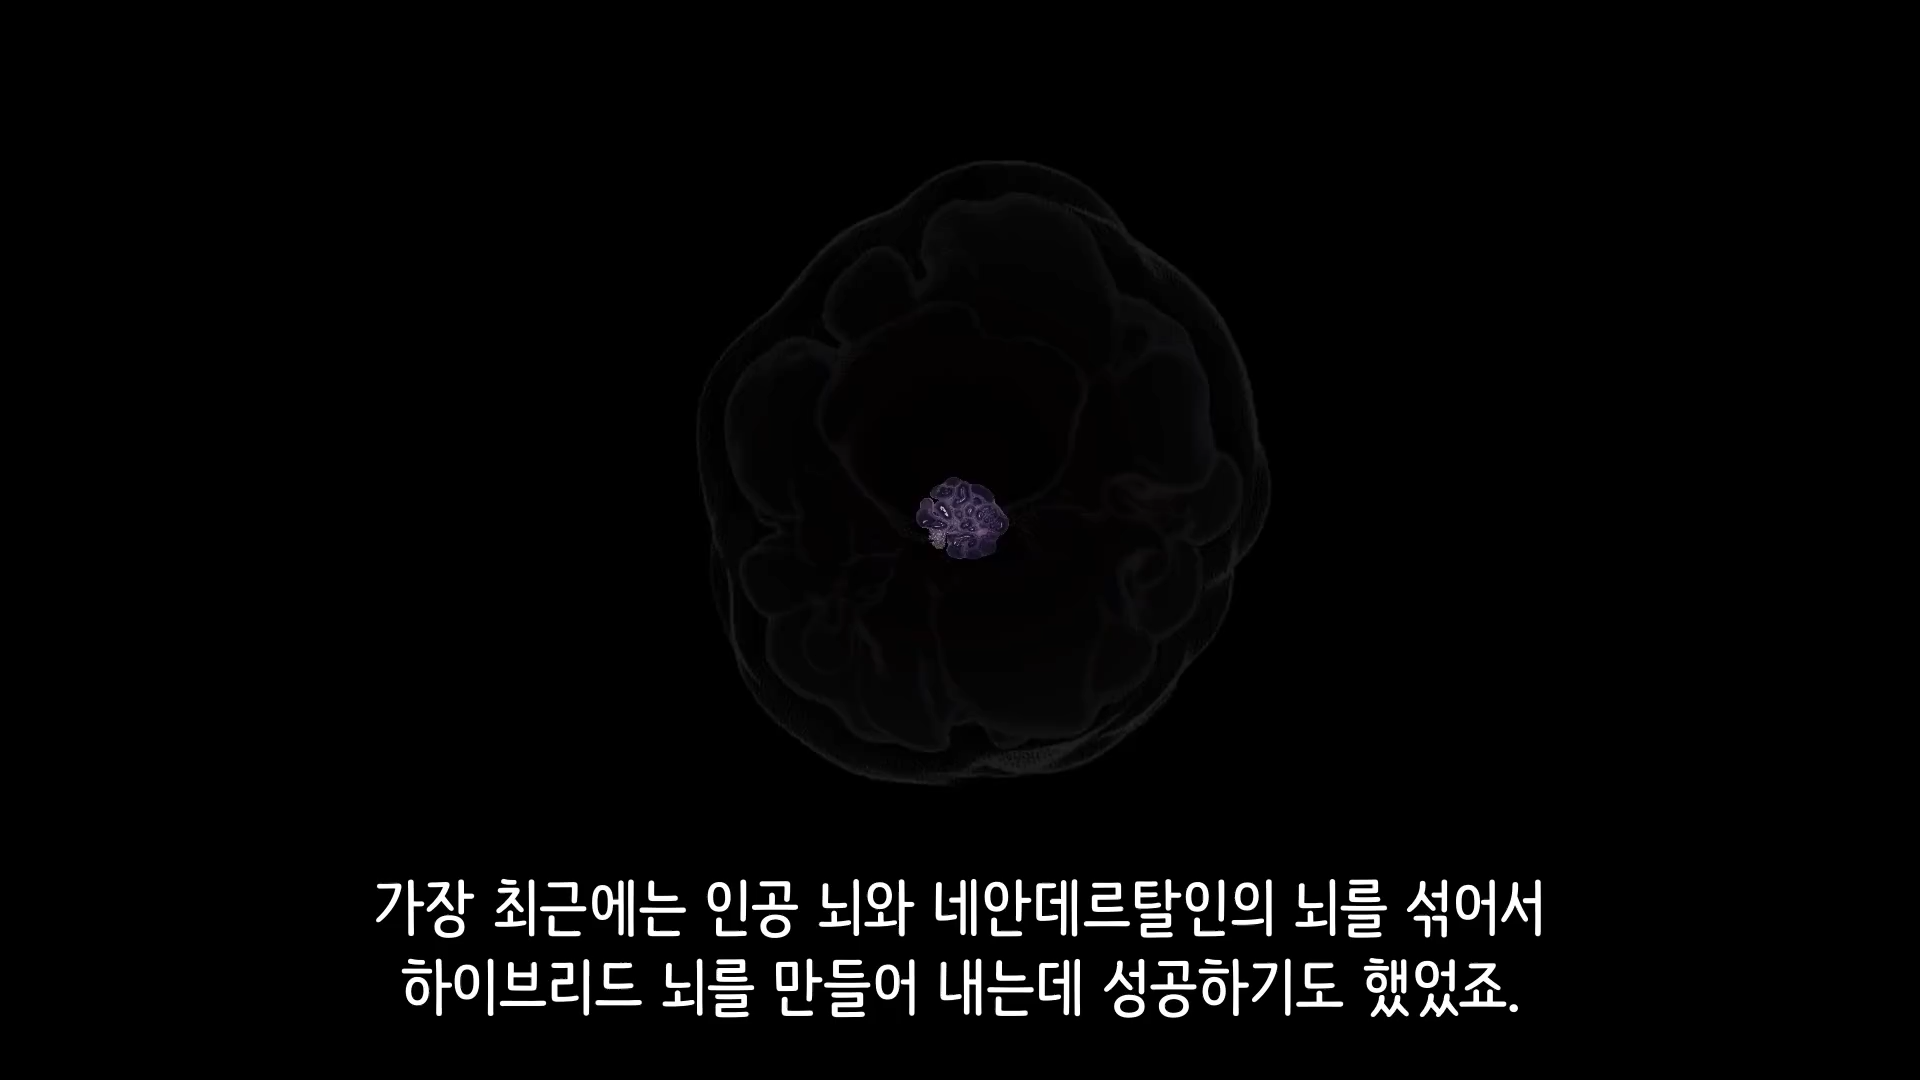 가장 최근에는 인공 뇌와 네안데르탈인의 뇌를 섞어서
하이브리드 뇌를 만들어 내는데 성공하기도 했었죠.